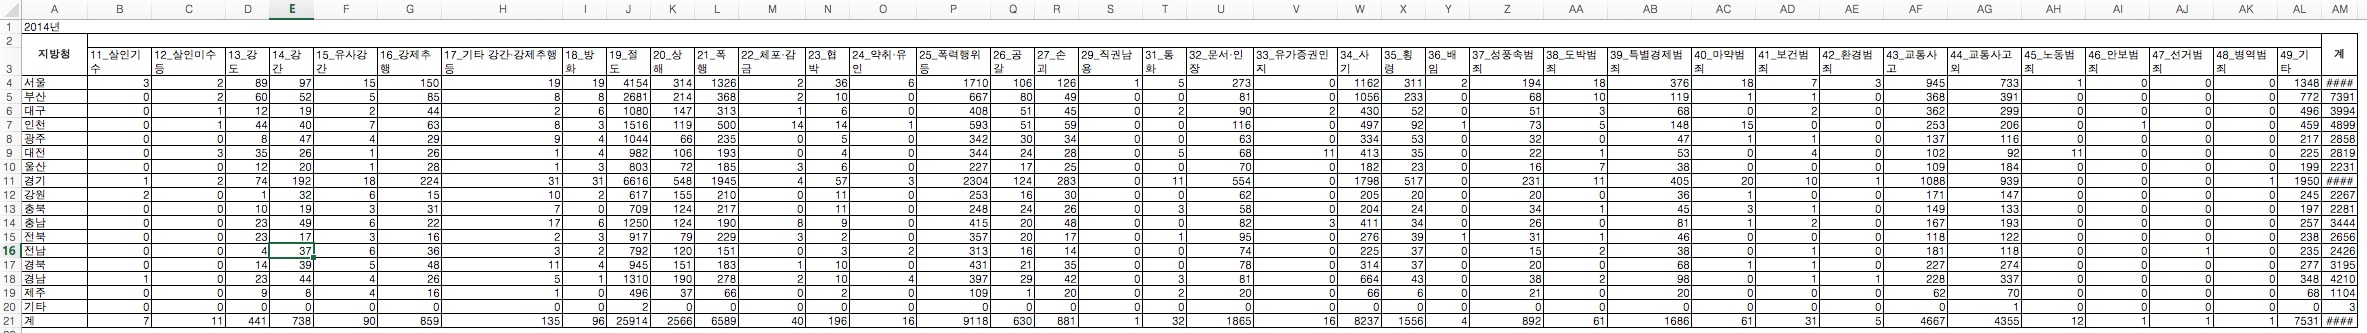 A B C D E F G H I J K L M N O P Q R S T U V W X Y Z AA AB AC AD AE AF AG AH AI AJ AK AL AM
1 2014년
2
3 지방청 11_살인기수 12_살인미수등 13_강도 14_강간 15_유사강간 16_강제추행 17_기타 강간·강제추행등 18_방화 19_절도 20_상해 21_폭행 22_체포·감금 23_협박 24_약취·유인 25_폭력행위등 26_공갈 27_손괴 29_직권남용 31_통화 32_문서·인장 33_유가증권인지 34_사기 35_횡령 36_배임 37_성풍속범죄 38_도박범죄 39_특별경제범죄 40_마약범죄 41_보건범죄 42_환경범죄 43_교통사고 44_교통사고외 45_노동범죄 46_안보범죄 47_선거범죄 48_병역범죄 49_기타 계
4 서울 3 2 89 97 15 150 19 19 4154 314 1326 2 36 6 1710 106 126 1 5 273 0 1162 311 2 194 18 376 18 7 3 945 733 1 0 0 0 1348 ####
5 부산 0 2 60 52 5 85 8 8 2681 214 368 2 10 0 667 80 49 0 0 81 0 1056 233 0 68 10 119 1 1 0 368 391 0 0 0 0 772 7391
6 대구 0 1 12 19 2 44 2 6 1080 147 313 1 6 0 408 51 45 0 2 90 2 430 52 0 51 3 68 0 2 0 362 299 0 0 0 0 496 3994
7 인천 0 1 44 40 7 63 8 3 1516 119 500 14 14 1 593 51 59 0 0 116 0 497 92 1 73 5 148 15 0 0 253 206 0 1 0 0 459 4899
8 광주 0 0 8 47 4 29 9 4 1044 66 235 0 5 0 342 30 34 0 0 63 0 334 53 0 32 0 47 1 1 0 137 116 0 0 0 0 217 2858
9 대전 0 3 35 26 1 26 1 4 982 106 193 0 4 0 344 24 28 0 5 68 11 413 35 0 22 1 53 0 4 0 102 92 11 0 0 0 225 2819
10 울산 0 0 12 20 1 28 1 3 803 72 185 3 6 0 227 17 25 0 0 70 0 182 23 0 16 7 38 0 0 0 109 184 0 0 0 0 199 2231
11 경기 1 2 74 192 18 224 31 31 6616 548 1945 4 57 3 2304 124 283 0 11 554 0 1798 517 0 231 11 405 20 10 1 1088 939 0 0 0 1 1950 ####
12 강원 2 0 1 32 6 15 10 2 617 155 210 0 11 0 253 16 30 0 0 62 0 205 20 0 20 0 36 1 0 0 171 147 0 0 0 0 245 2267
13 충북 0 0 10 19 3 31 7 0 709 124 217 0 11 0 248 24 26 0 3 58 0 204 24 0 34 1 45 3 1 0 149 133 0 0 0 0 197 2281
14 충남 0 0 23 49 6 22 17 6 1250 124 190 8 9 0 415 20 48 0 0 82 3 411 34 0 26 0 81 1 2 0 167 193 0 0 0 0 257 3444
15 전북 0 0 23 17 3 16 2 3 917 79 229 3 2 0 357 20 17 0 1 95 0 276 39 1 31 1 46 0 0 0 118 122 0 0 0 0 238 2656
16 전남 0 0 4 37 6 36 3 2 792 120 151 0 3 2 313 16 14 0 0 74 0 225 37 0 15 2 38 0 1 0 181 118 0 0 1 0 235 2426
17 경북 0 0 14 39 5 48 11 4 945 151 183 1 10 0 431 21 35 0 0 78 0 314 37 0 20 0 68 1 1 0 227 274 0 0 0 0 277 3195
18 경남 1 0 23 44 4 26 5 1 1310 190 278 2 10 4 397 29 42 0 3 81 0 664 43 0 38 2 98 0 1 1 228 337 0 0 0 0 348 4210
19 제주 0 0 9 8 4 16 1 0 496 37 66 0 2 0 109 1 20 0 2 20 0 66 6 0 21 0 20 0 0 0 62 70 0 0 0 0 68 1104
20 기타 0 0 0 0 0 0 0 0 2 0 0 0 0 0 0 0 0 0 0 0 0 0 0 0 0 0 0 0 0 0 0 1 0 0 0 0 0 3
21 계 7 11 441 738 90 859 135 96 25914 2566 6589 40 196 16 9118 630 881 1 32 1865 16 8237 1556 4 892 61 1686 61 31 5 4667 4355 12 1 1 1 7531 ####